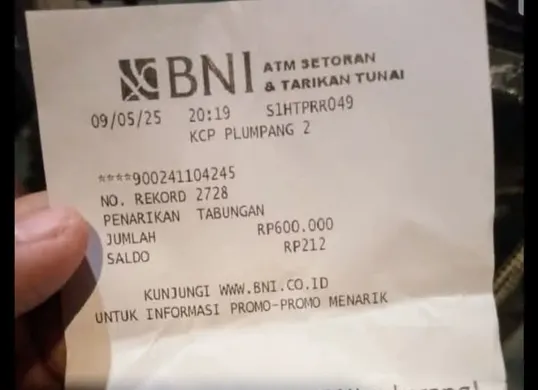 BNI ATM SETORAN
& TARIKAN TUNAI
09/05/25 20:19 S1HTPRR049
KCP PLUMPANG 2
****900241104245
NO. REKORD 2728
PENARIKAN TABUNGAN
JUMLAH RP600.000
SALDO RP212
KUNJUNGI WWW.BNI.CO.ID
UNTUK INFORMASI PROMO-PROMO MENARIK